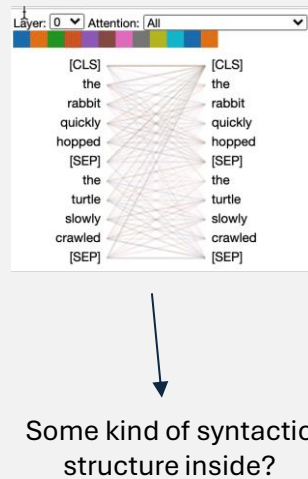 Layer: 0 Attention: All
[CLS] [CLS]
the the
rabbit rabbit
quickly quickly
hopped hopped
[SEP] [SEP]
the the
turtle turtle
slowly slowly
crawled crawled
[SEP] [SEP]
Some kind of syntactic
structure inside?